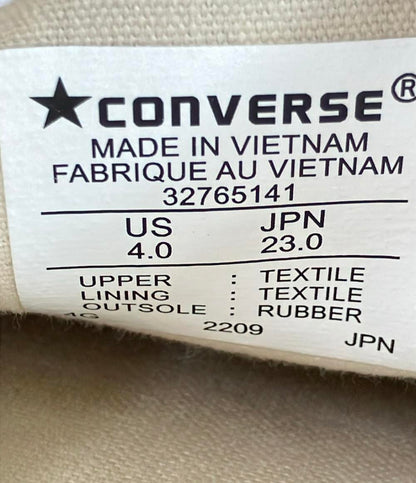 ★CONVERSE®
MADE IN VIETNAM
FABRIQUE AU VIETNAM
32765141
US JPN
4.0 23.0
UPPER : TEXTILE
LINING : TEXTILE
OUTSOLE : RUBBER
2209 JPN